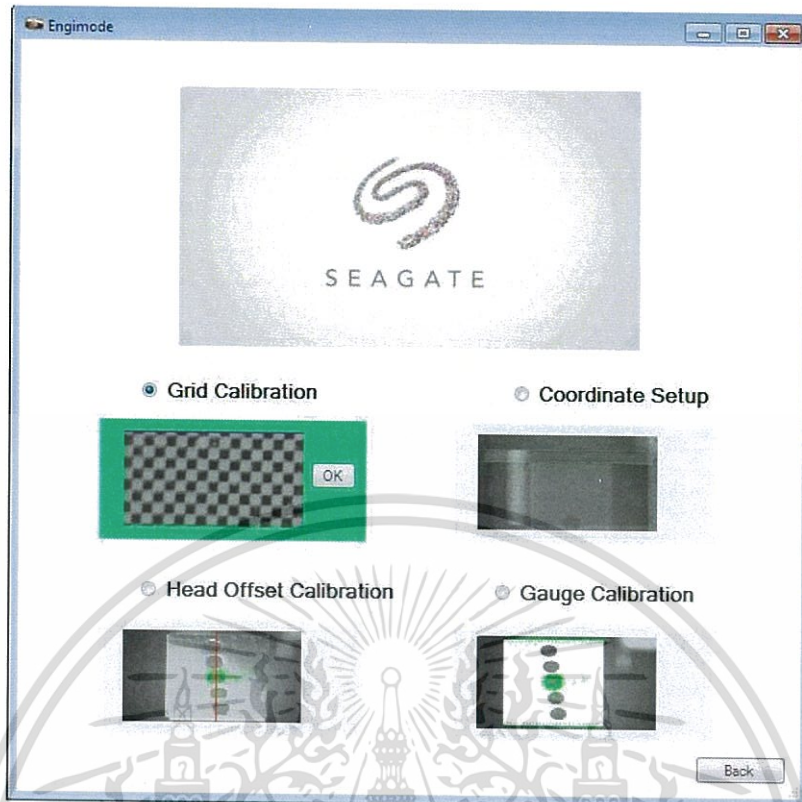 Engimode
SEAGATE
Grid Calibration
Coordinate Setup
OK
Head Offset Calibration
Gauge Calibration
Back